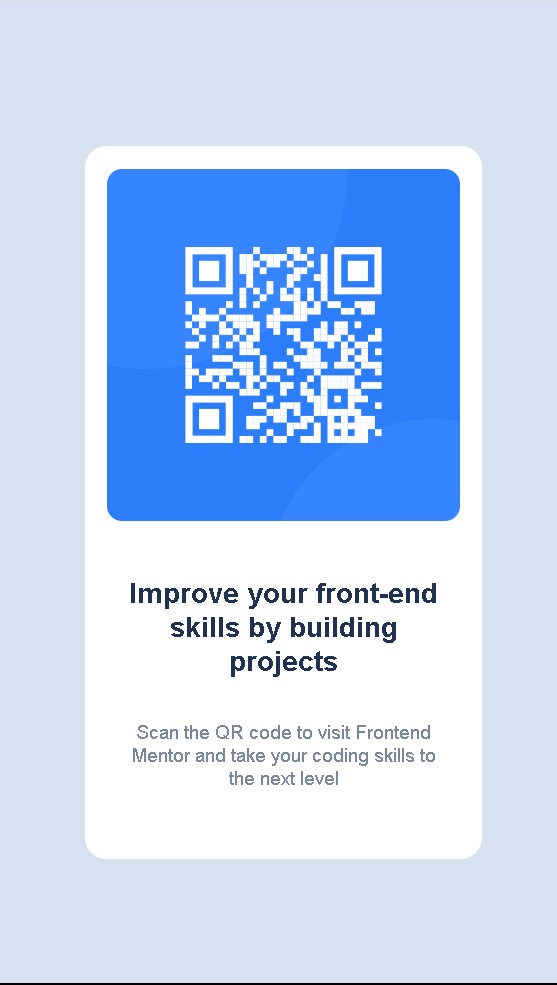 Improve your front-end
skills by building
projects
Scan the QR code to visit Frontend
Mentor and take your coding skills to
the next level